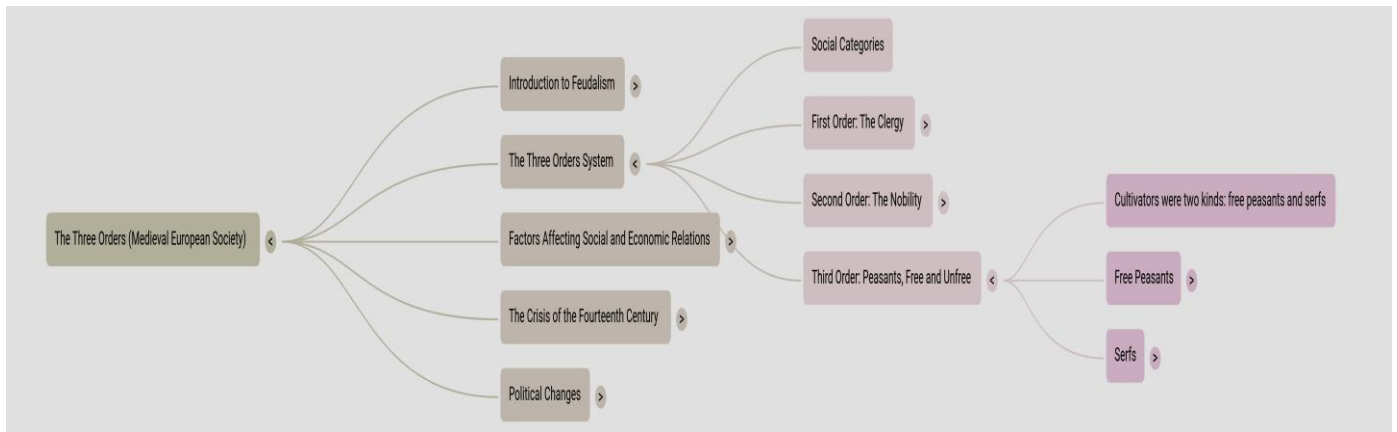 The Three Orders (Medieval European Society) <
Introduction to Feudalism >
The Three Orders System <
Factors Affecting Social and Economic Relations >
The Crisis of the Fourteenth Century >
Political Changes >
Social Categories
First Order: The Clergy >
Second Order: The Nobility >
Third Order: Peasants, Free and Unfree <
Cultivators were two kinds: free peasants and serfs
Free Peasants >
Serfs >